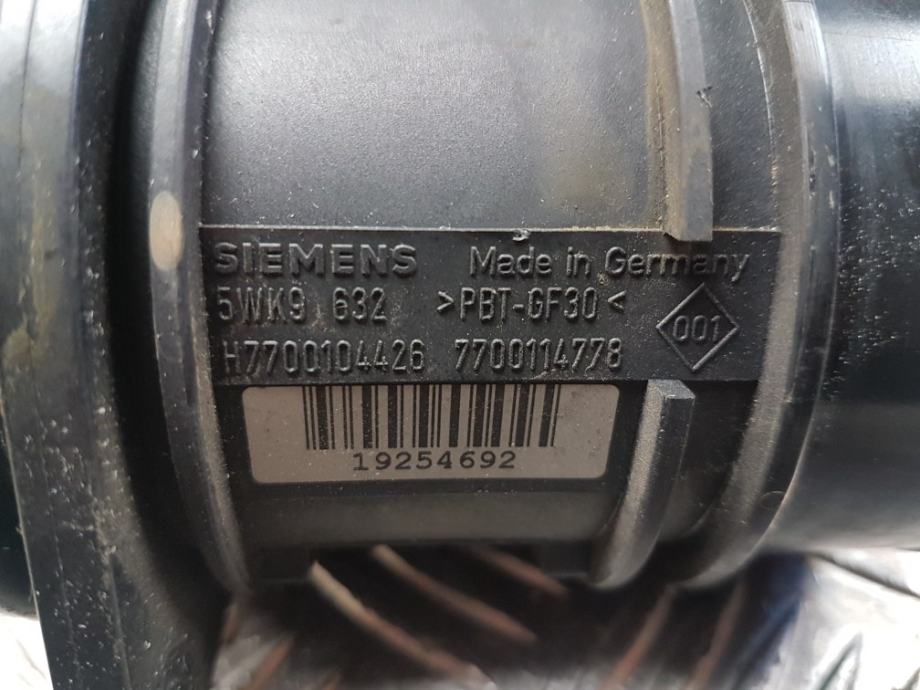 SIEMENS Made in Germany
5WK9 632 >PBT-GF30<
001
H7700104426 7700114778
19254692